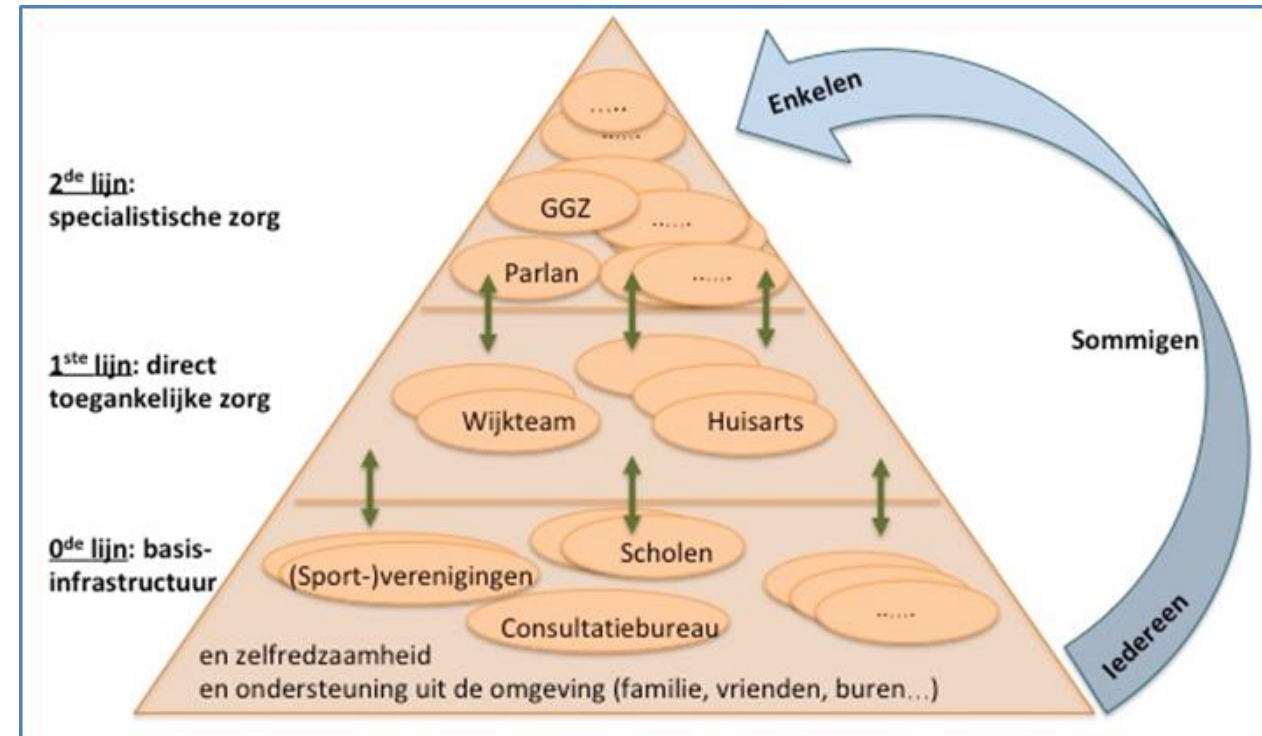 .....
......
2de lijn:
specialistische zorg
GGZ
......
Parlan
......
Enkelen
Sommigen
Iedereen
1ste lijn: direct
toegankelijke zorg
Wijkteam
Huisarts
0de lijn: basis-
infrastructuur
(Sport-)verenigingen
Scholen
Consultatiebureau
......
en zelfredzaamheid
en ondersteuning uit de omgeving (familie, vrienden, buren...)